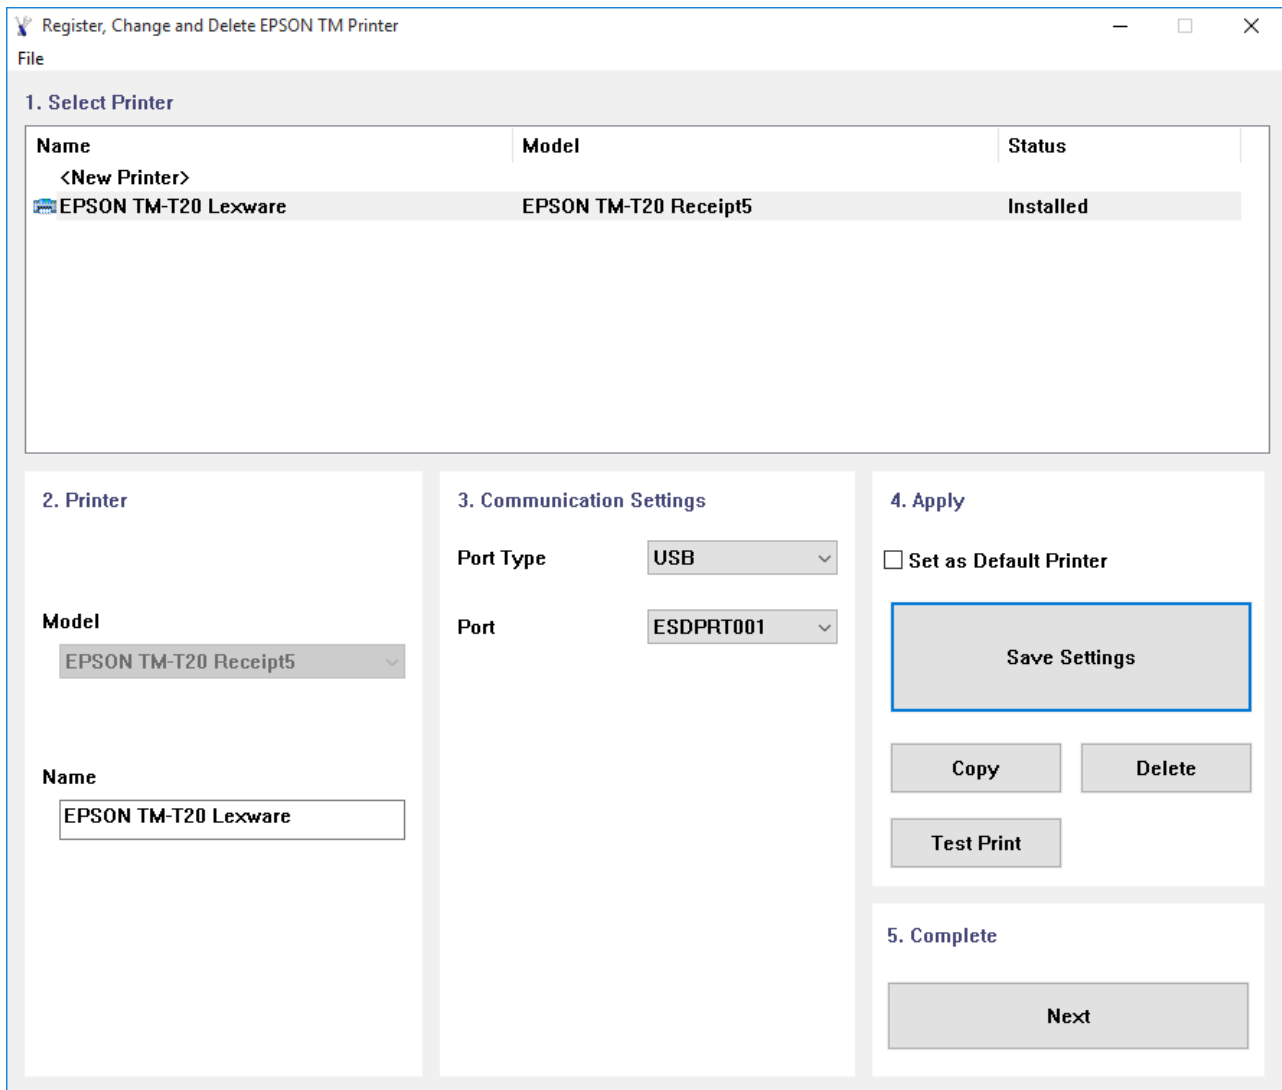 Register, Change and Delete EPSON TM Printer
File
1. Select Printer
Name Model Status
<New Printer>
EPSON TM-T20 Lexware EPSON TM-T20 Receipt5 Installed
2. Printer
Model
EPSON TM-T20 Receipt5
Name
EPSON TM-T20 Lexware
3. Communication Settings
Port Type USB
Port ESDPRT001
4. Apply
Set as Default Printer
Save Settings
Copy Delete
Test Print
5. Complete
Next